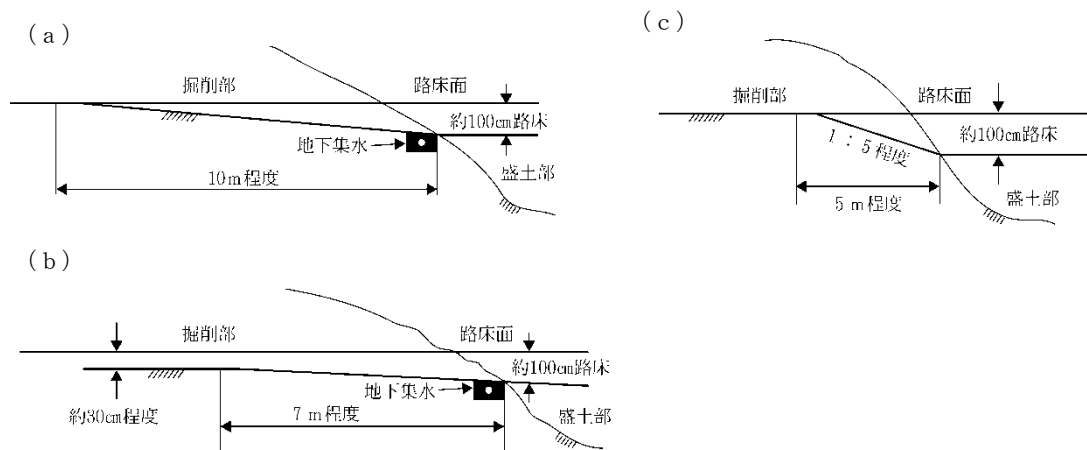 (a)
掘削部
路床面
約100㎝路床
地下集水
盛土部
10m程度
(b)
掘削部
路床面
約100㎝路床
地下集水
約30㎝程度
7m程度
盛土部
(c)
掘削部
路床面
約100㎝路床
1:5程度
5m程度
盛土部